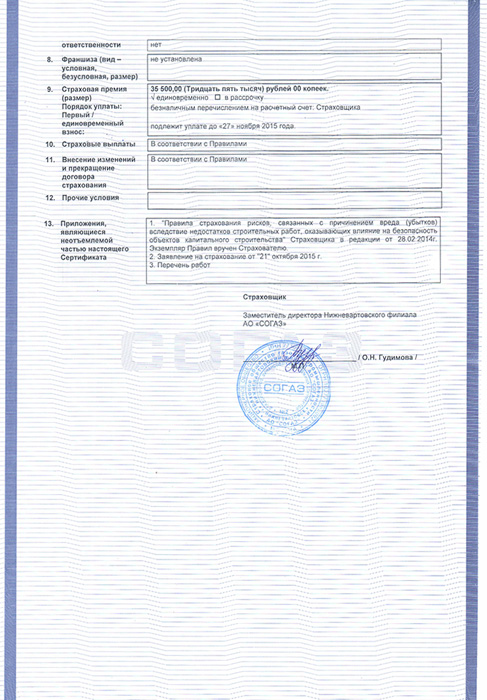 ответственности нет
8. Франшиза (вид – не установлена
условная,
безусловная, размер)
9. Страховая премия 35 500,00 (Тридцать пять тысяч) рублей 00 копеек.
(размер) √ единовременно ☐ в рассрочку
Порядок уплаты: безналичным перечислением на расчетный счет: Страховщика
Первый /
единовременный подлежит уплате до «27» ноября 2015 года.
взнос:
10. Страховые выплаты В соответствии с Правилами
11. Внесение изменений В соответствии с Правилами
и прекращение
договора
страхования
12. Прочие условия
13. Приложения, 1. "Правила страхования рисков, связанных с причинением вреда (убытков)
являющиеся вследствие недостатков строительных работ, оказывающих влияние на безопасность
неотъемлемой объектов капитального строительства" Страховщика в редакции от 28.02.2014г.
частью настоящего Экземпляр Правил вручен Страхователю.
Сертификата 2. Заявление на страхование от "21" октября 2015 г.
3. Перечень работ
Страховщик
Заместитель директора Нижневартовского филиала
АО «СОГАЗ»
СОГАЗ
/ О.Н. Гудимова /
СОГАЗ